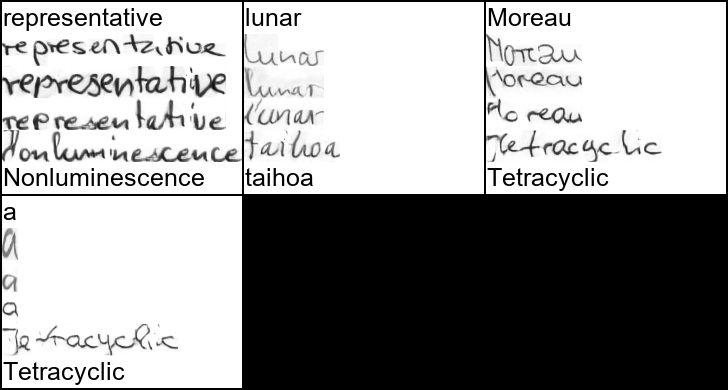 representative
representative
representative
representative
Nonluminescence
Nonluminescence
lunar
lunar
lunar
lunar
taihoa
taihoa
Moreau
Moreau
Moreau
Moreau
Tetracyclic
Tetracyclic
a
a
a
a
Tetracyclic
Tetracyclic